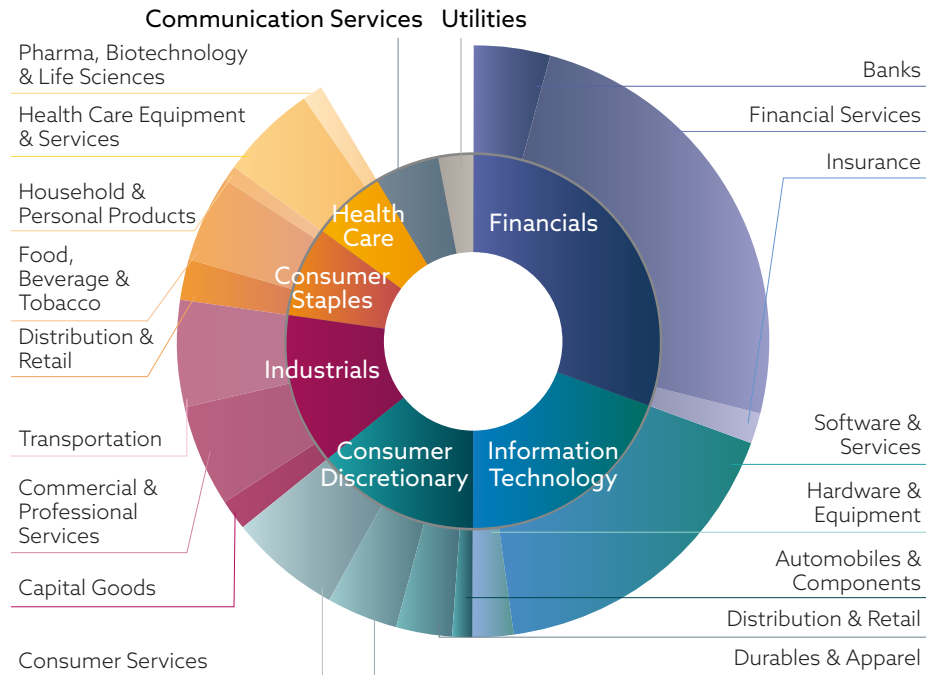 Communication Services
Utilities
Pharma, Biotechnology
& Life Sciences
Health Care Equipment
& Services
Household &
Personal Products
Food,
Beverage &
Tobacco
Distribution &
Retail
Transportation
Commercial &
Professional
Services
Capital Goods
Consumer Services
Health
Care
Consumer
Staples
Industrials
Consumer
Discretionary
Financials
Information
Technology
Banks
Financial Services
Insurance
Software &
Services
Hardware &
Equipment
Automobiles &
Components
Distribution & Retail
Durables & Apparel